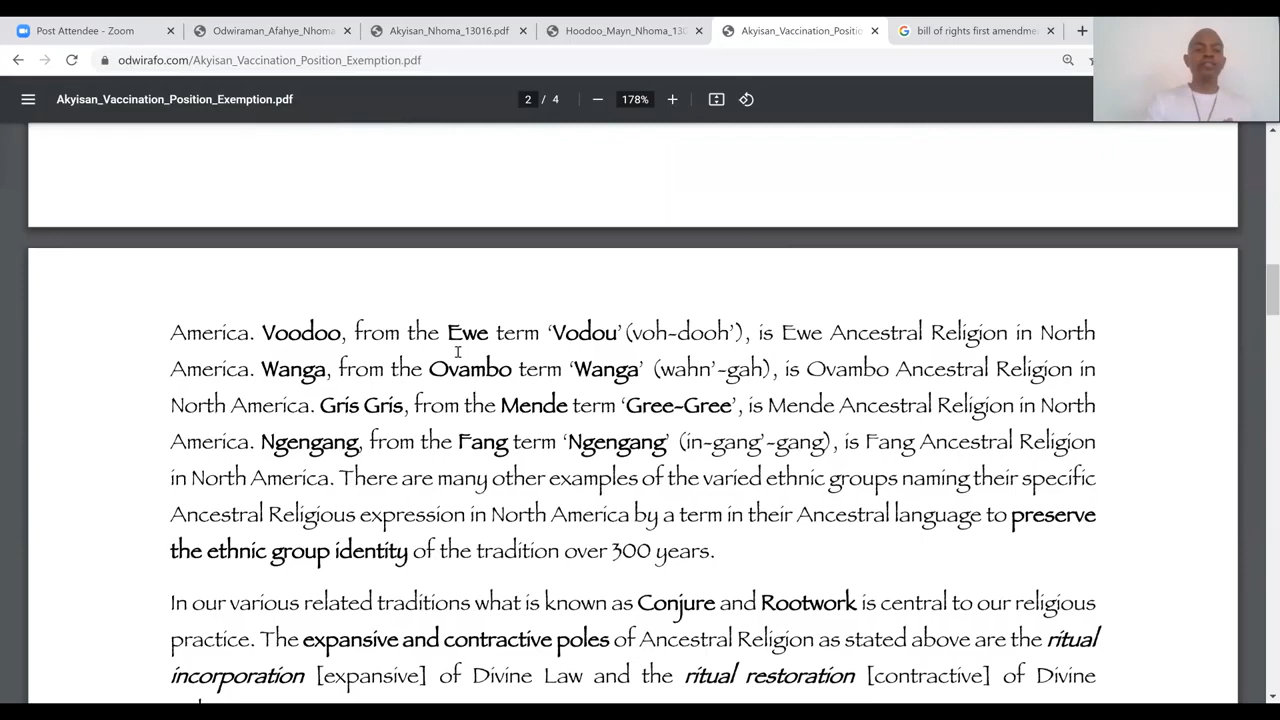 Post Attendee - Zoom
Odwiraman_Afahye_Nhoma
Akyisan_Nhoma_13016.pdf
Hoodoo_Mayn_Nhoma_130
Akyisan_Vaccination_Positio
bill of rights first amendme
odwirafo.com/Akyisan_Vaccination_Position_Exemption.pdf
Akyisan_Vaccination_Position_Exemption.pdf
2 / 4
178%
America. Voodoo, from the Ewe term ‘Vodou’ (voh-dooh’), is Ewe Ancestral Religion in North
America. Wanga, from the Ovambo term ‘Wanga’ (wahn’-gah), is Ovambo Ancestral Religion in
North America. Gris Gris, from the Mende term ‘Gree-Gree’, is Mende Ancestral Religion in North
America. Ngengang, from the Fang term ‘Ngengang’ (in-gang’-gang), is Fang Ancestral Religion
in North America. There are many other examples of the varied ethnic groups naming their specific
Ancestral Religious expression in North America by a term in their Ancestral language to preserve
the ethnic group identity of the tradition over 300 years.
In our various related traditions what is known as Conjure and Rootwork is central to our religious
practice. The expansive and contractive poles of Ancestral Religion as stated above are the ritual
incorporation [expansive] of Divine Law and the ritual restoration [contractive] of Divine